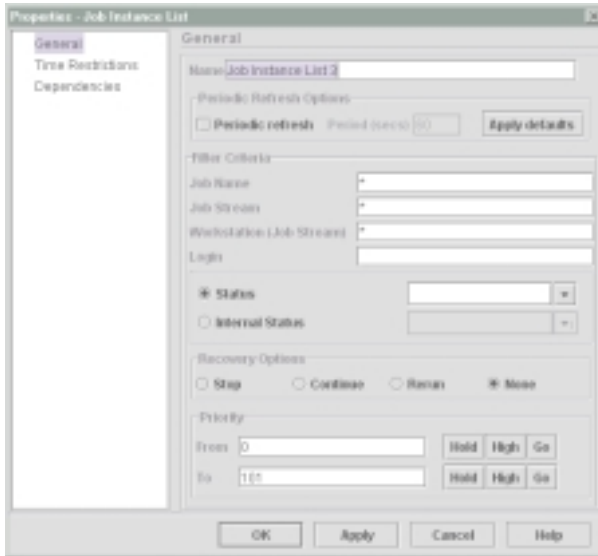 Properties - Job Instance List
General
Time Restrictions
Dependencies
General
Name Job Instance List 3
Periodic Refresh Options
Periodic refresh Period (secs) 60 Apply defaults
Filter Criteria
Job Name *
Job Stream *
Workstation (Job Stream) *
Login
Status
Internal Status
Recovery Options
Stop Continue Rerun None
Priority
From 0 Hold High Go
To 101 Hold High Go
OK Apply Cancel Help